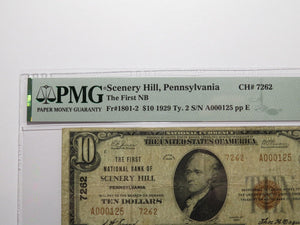 PMG
PAPER MONEY GUARANTY
Scenery Hill, Pennsylvania CH# 7262
The First NB
Fr#1801-2 $10 1929 Ty. 2 S/N A000125 pp E
10
THE UNITED STATES OF AMERICA
THE FIRST
NATIONAL BANK OF
SCENERY HILL
PENNSYLVANIA
TEN DOLLARS
7262
7262 A000125
A000125 7262